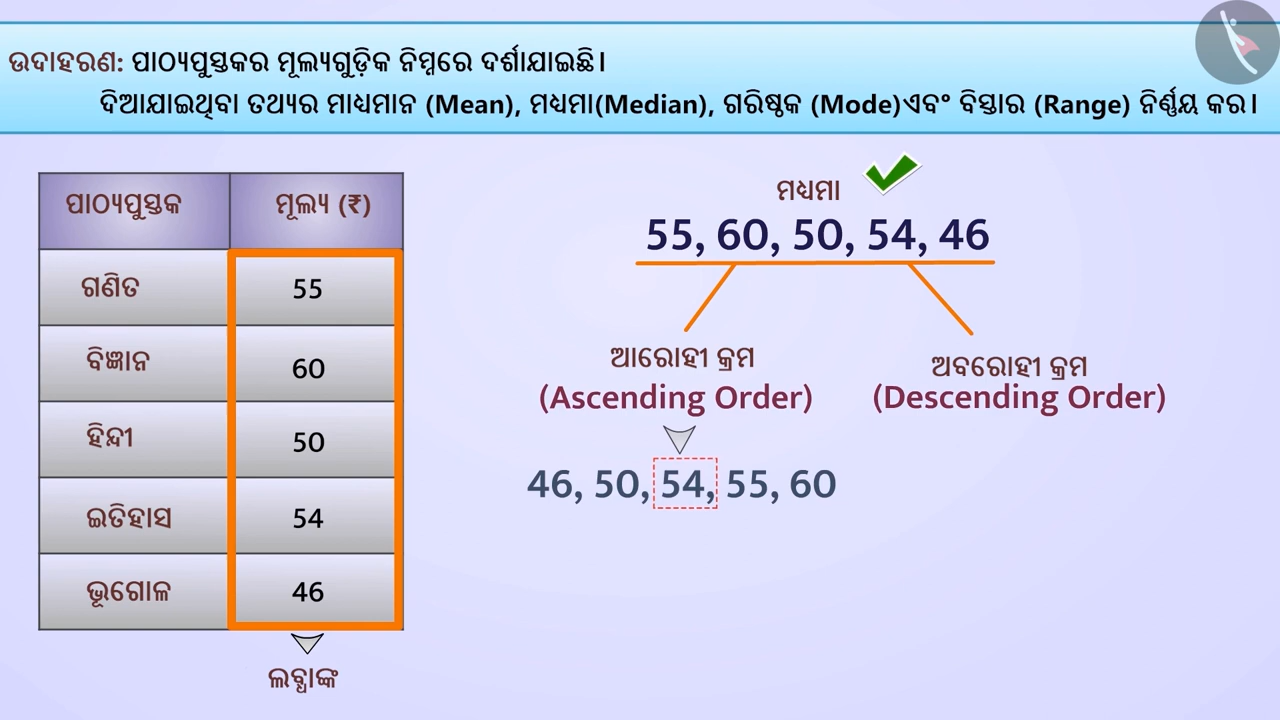 ଉଦାହରଣ: ପାଠ୍ୟପୁସ୍ତକର ମୂଲ୍ୟଗୁଡ଼ିକ ନିମ୍ନରେ ଦର୍ଶାଯାଇଛି।
ଦିଆଯାଇଥିବା ତଥ୍ୟର ମାଧ୍ୟମାନ (Mean), ମଧ୍ୟମା(Median), ଗରିଷ୍ଠକ (Mode)ଏବଂ ବିସ୍ତାର (Range) ନିର୍ଣ୍ଣୟ କର।
ପାଠ୍ୟପୁସ୍ତକ ମୂଲ୍ୟ (₹)
ଗଣିତ 55
ବିଜ୍ଞାନ 60
ହିନ୍ଦୀ 50
ଇତିହାସ 54
ଭୂଗୋଳ 46
ଲବ୍ଧାଙ୍କ
ମଧ୍ୟମା
55, 60, 50, 54, 46
ଆରୋହୀ କ୍ରମ
(Ascending Order)
46, 50, 54, 55, 60
ଅବରୋହୀ କ୍ରମ
(Descending Order)